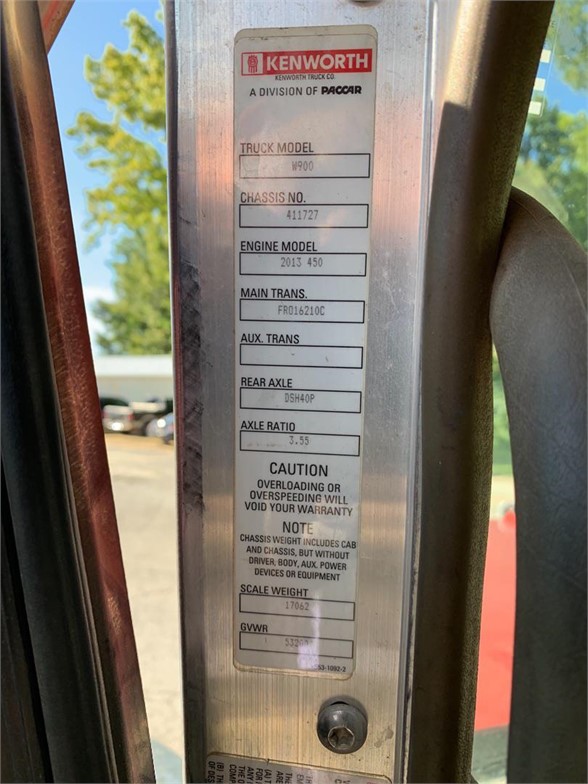 KENWORTH
KENWORTH TRUCK CO.
A DIVISION OF PACCAR
TRUCK MODEL
W900
CHASSIS NO.
411727
ENGINE MODEL
2013 450
MAIN TRANS.
FRO16210C
AUX. TRANS
REAR AXLE
DSH40P
AXLE RATIO
3.55
CAUTION
OVERLOADING OR
OVERSPEEDING WILL
VOID YOUR WARRANTY
NOTE
CHASSIS WEIGHT INCLUDES CAB
AND CHASSIS, BUT WITHOUT
DRIVER, BODY, AUX. POWER
DEVICES OR EQUIPMENT
SCALE WEIGHT
17062
GVWR
53-1092-2